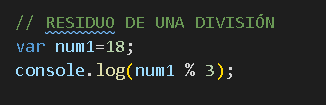 // RESIDUO DE UNA DIVISIÓN
var num1=18;
console.log(num1 % 3);